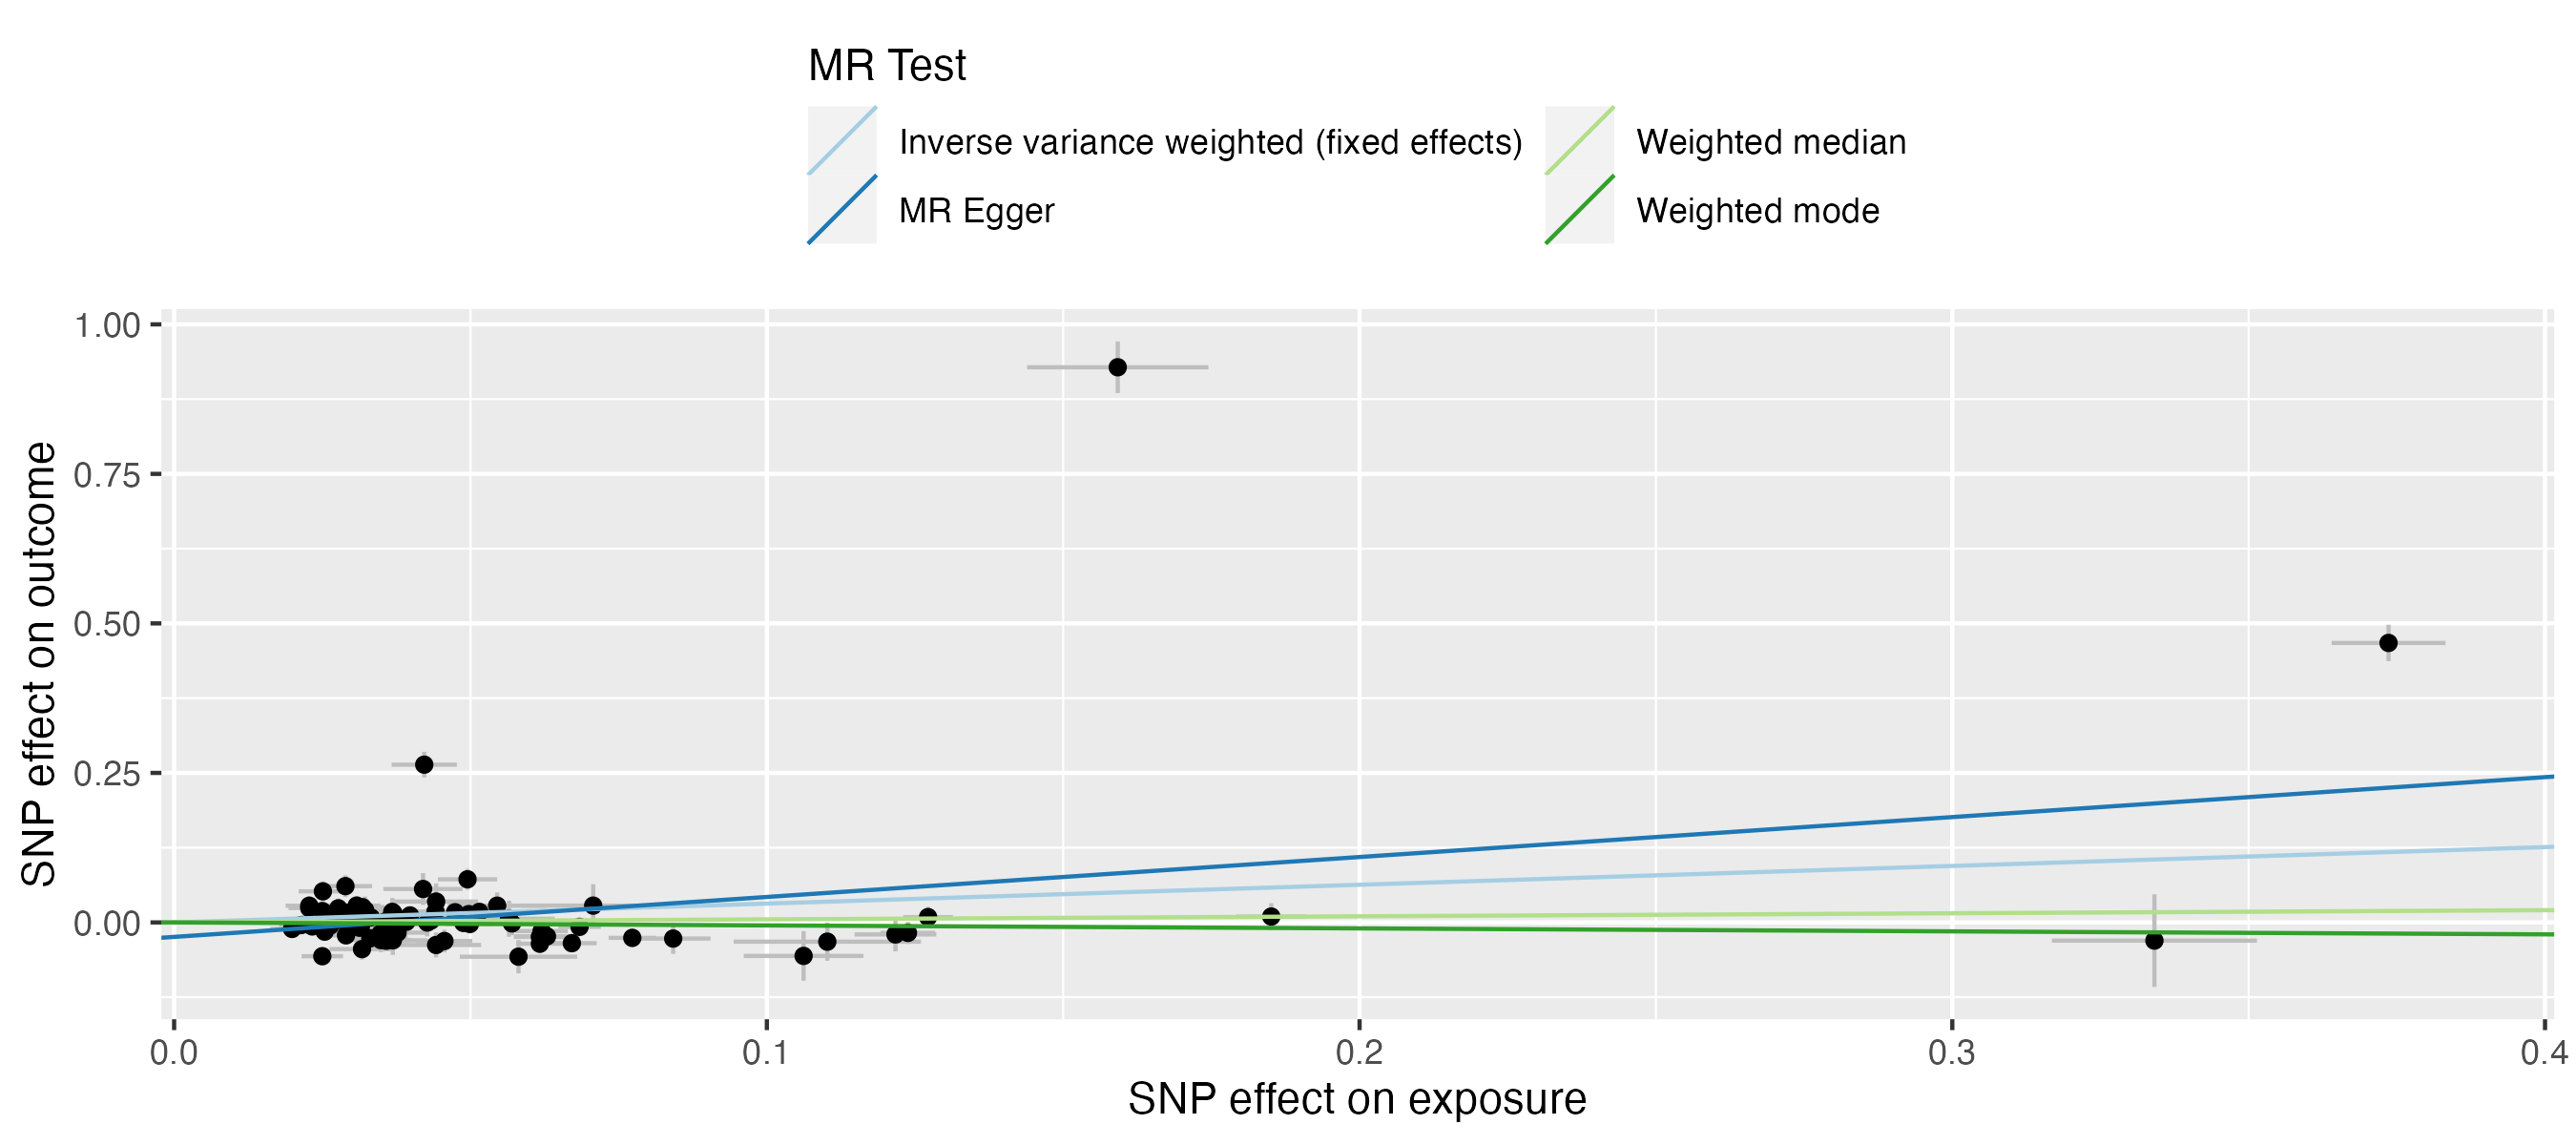 MR Test
Inverse variance weighted (fixed effects)
Weighted median
MR Egger
Weighted mode
1.00
0.75
0.50
0.25
0.00
SNP effect on outcome
0.0
0.1
0.2
0.3
0.4
SNP effect on exposure